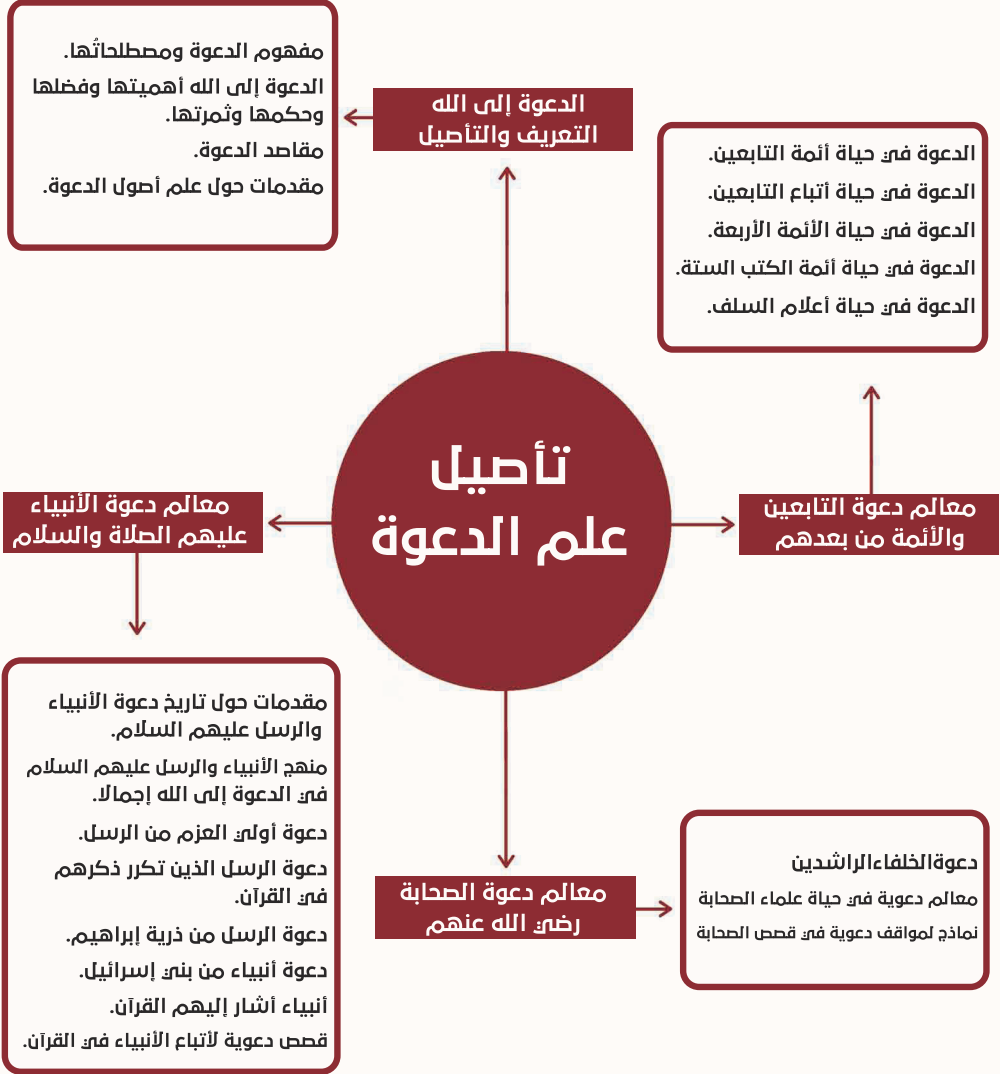 تأصيل
علم الدعوة
الدعوة إلى الله
التعريف والتأصيل
مفهوم الدعوة ومصطلحاتُها.
الدعوة إلى الله أهميتها وفضلها
وحكمها وثمرتها.
مقاصد الدعوة.
مقدمات حول علم أصول الدعوة.
معالم دعوة التابعين
والأئمة من بعدهم
الدعوة في حياة أئمة التابعين.
الدعوة في حياة أتباع التابعين.
الدعوة في حياة الأئمة الأربعة.
الدعوة في حياة أئمة الكتب الستة.
الدعوة في حياة أعلام السلف.
معالم دعوة الأنبياء
عليهم الصلاة والسلام
مقدمات حول تاريخ دعوة الأنبياء
والرسل عليهم السلام.
منهج الأنبياء والرسل عليهم السلام
في الدعوة إلى الله إجمالا.
دعوة أولي العزم من الرسل.
دعوة الرسل الذين تكرر ذكرهم
في القرآن.
دعوة الرسل من ذرية إبراهيم.
دعوة أنبياء من بني إسرائيل.
أنبياء أشار إليهم القرآن.
قصص دعوية لأتباع الأنبياء في القرآن.
معالم دعوة الصحابة
رضي الله عنهم
دعوةالخلفاءالراشدين
معالم دعوية في حياة علماء الصحابة
نماذج لمواقف دعوية في قصص الصحابة